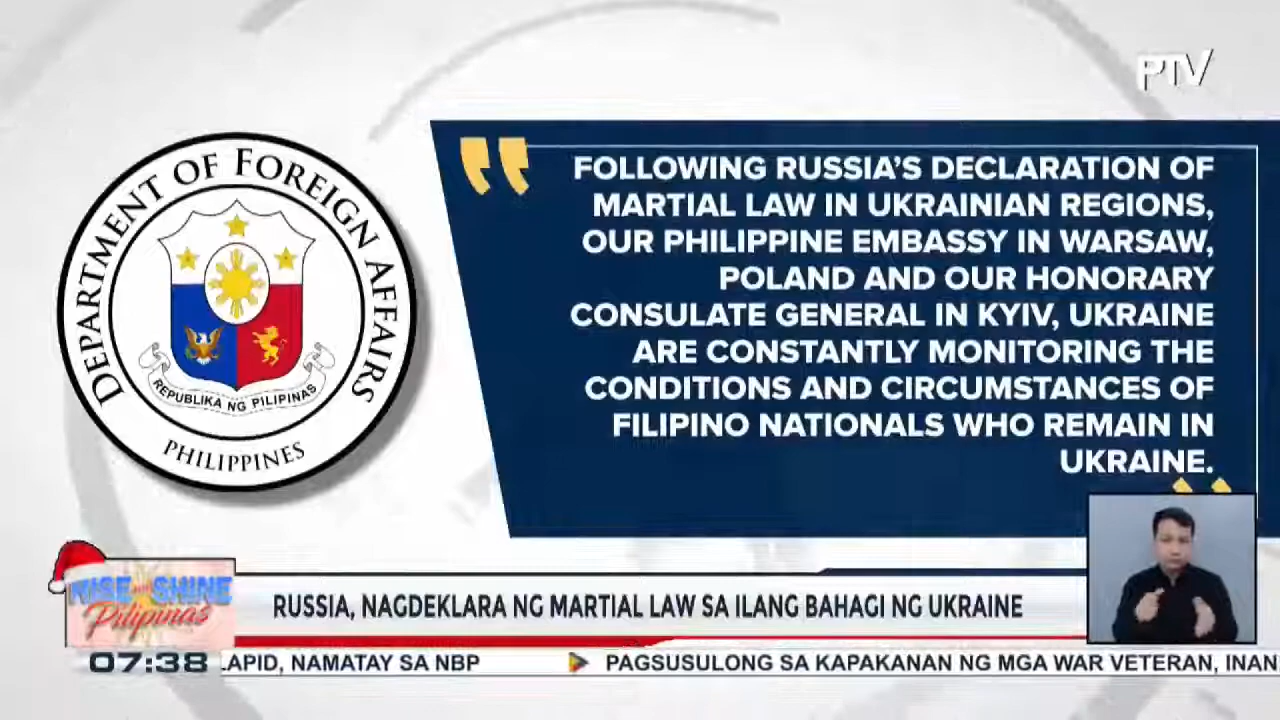 PTV
DEPARTMENT OF FOREIGN AFFAIRS
REPUBLIKA NG PILIPINAS
PHILIPPINES
FOLLOWING RUSSIA'S DECLARATION OF
MARTIAL LAW IN UKRAINIAN REGIONS,
OUR PHILIPPINE EMBASSY IN WARSAW,
POLAND AND OUR HONORARY
CONSULATE GENERAL IN KYIV, UKRAINE
ARE CONSTANTLY MONITORING THE
CONDITIONS AND CIRCUMSTANCES OF
FILIPINO NATIONALS WHO REMAIN IN
UKRAINE.
RISE AND SHINE
Pilipinas
RUSSIA, NAGDEKLARA NG MARTIAL LAW SA ILANG BAHAGI NG UKRAINE
07:38
LAPID, NAMATAY SA NBP
PAGSUSULONG SA KAPAKANAN NG MGA WAR VETERAN, INAN